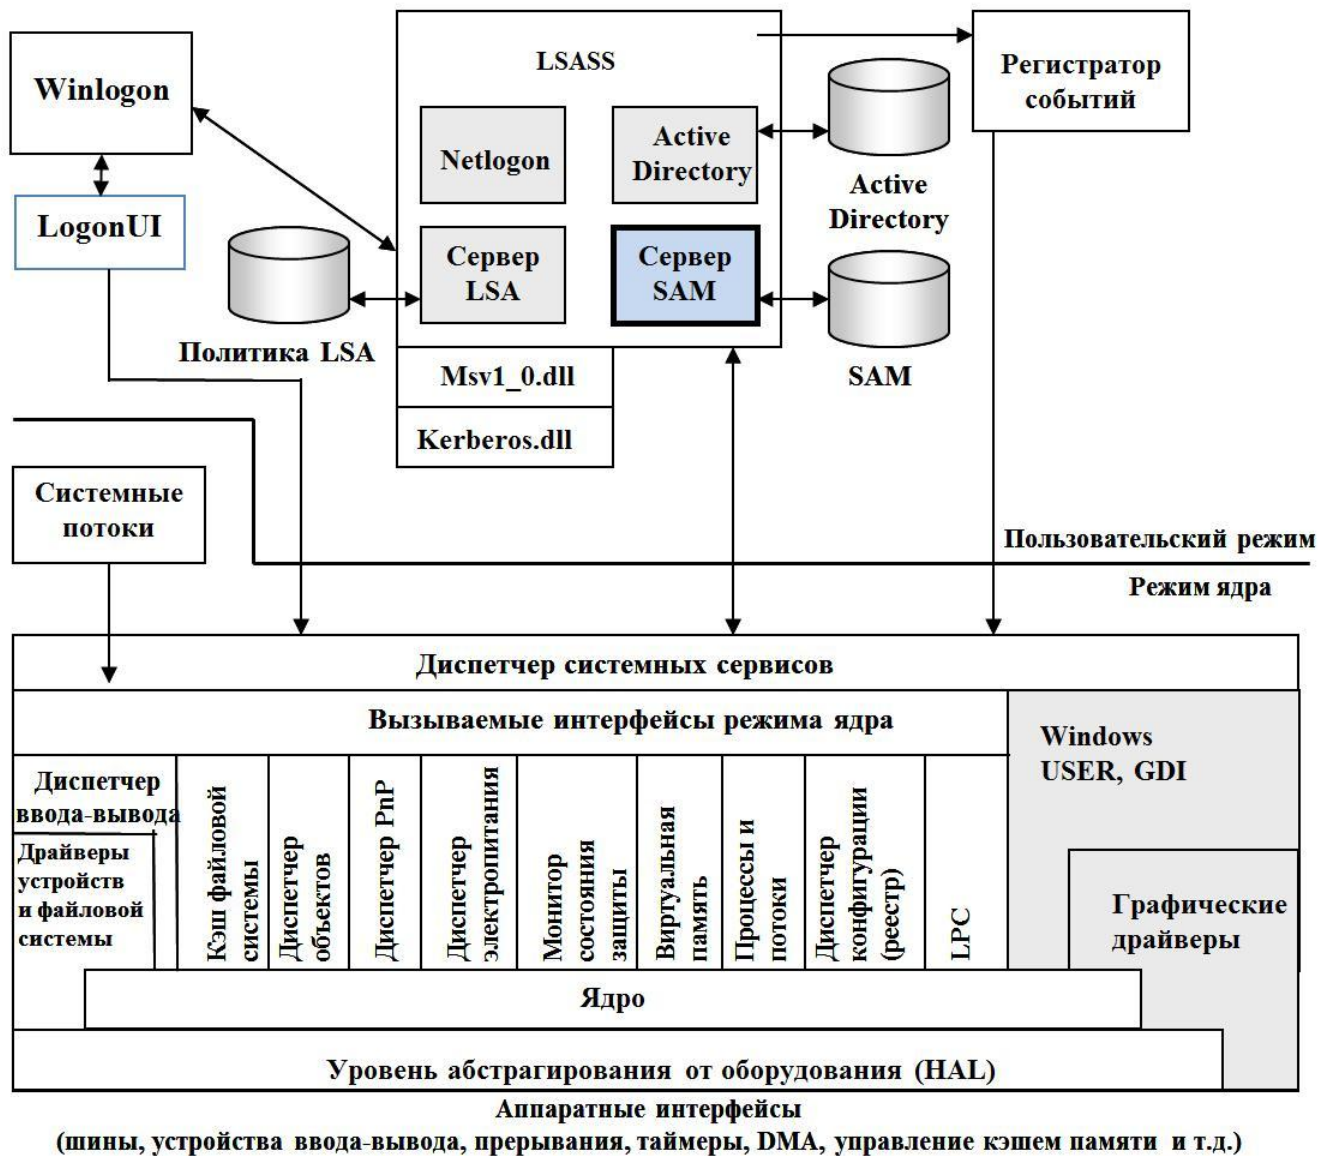 Winlogon
LogonUI
LSASS
Netlogon
Active
Directory
Сервер
LSA
Сервер
SAM
Msv1_0.dll
Kerberos.dll
Политика LSA
Active
Directory
SAM
Регистратор
событий
Системные
потоки
Пользовательский режим
Режим ядра
Диспетчер системных сервисов
Вызываемые интерфейсы режима ядра
Windows
USER, GDI
Диспетчер
ввода-вывода
Драйверы
устройств
и файловой
системы
Кэш файловой
системы
Диспетчер
объектов
Диспетчер PnP
Диспетчер
электропитания
Монитор
состояния
защиты
Виртуальная
память
Процессы и
потоки
Диспетчер
конфигурации
(реестр)
LPC
Графические
драйверы
Ядро
Уровень абстрагирования от оборудования (HAL)
Аппаратные интерфейсы
(шины, устройства ввода-вывода, прерывания, таймеры, DMA, управление кэшем памяти и т.д.)